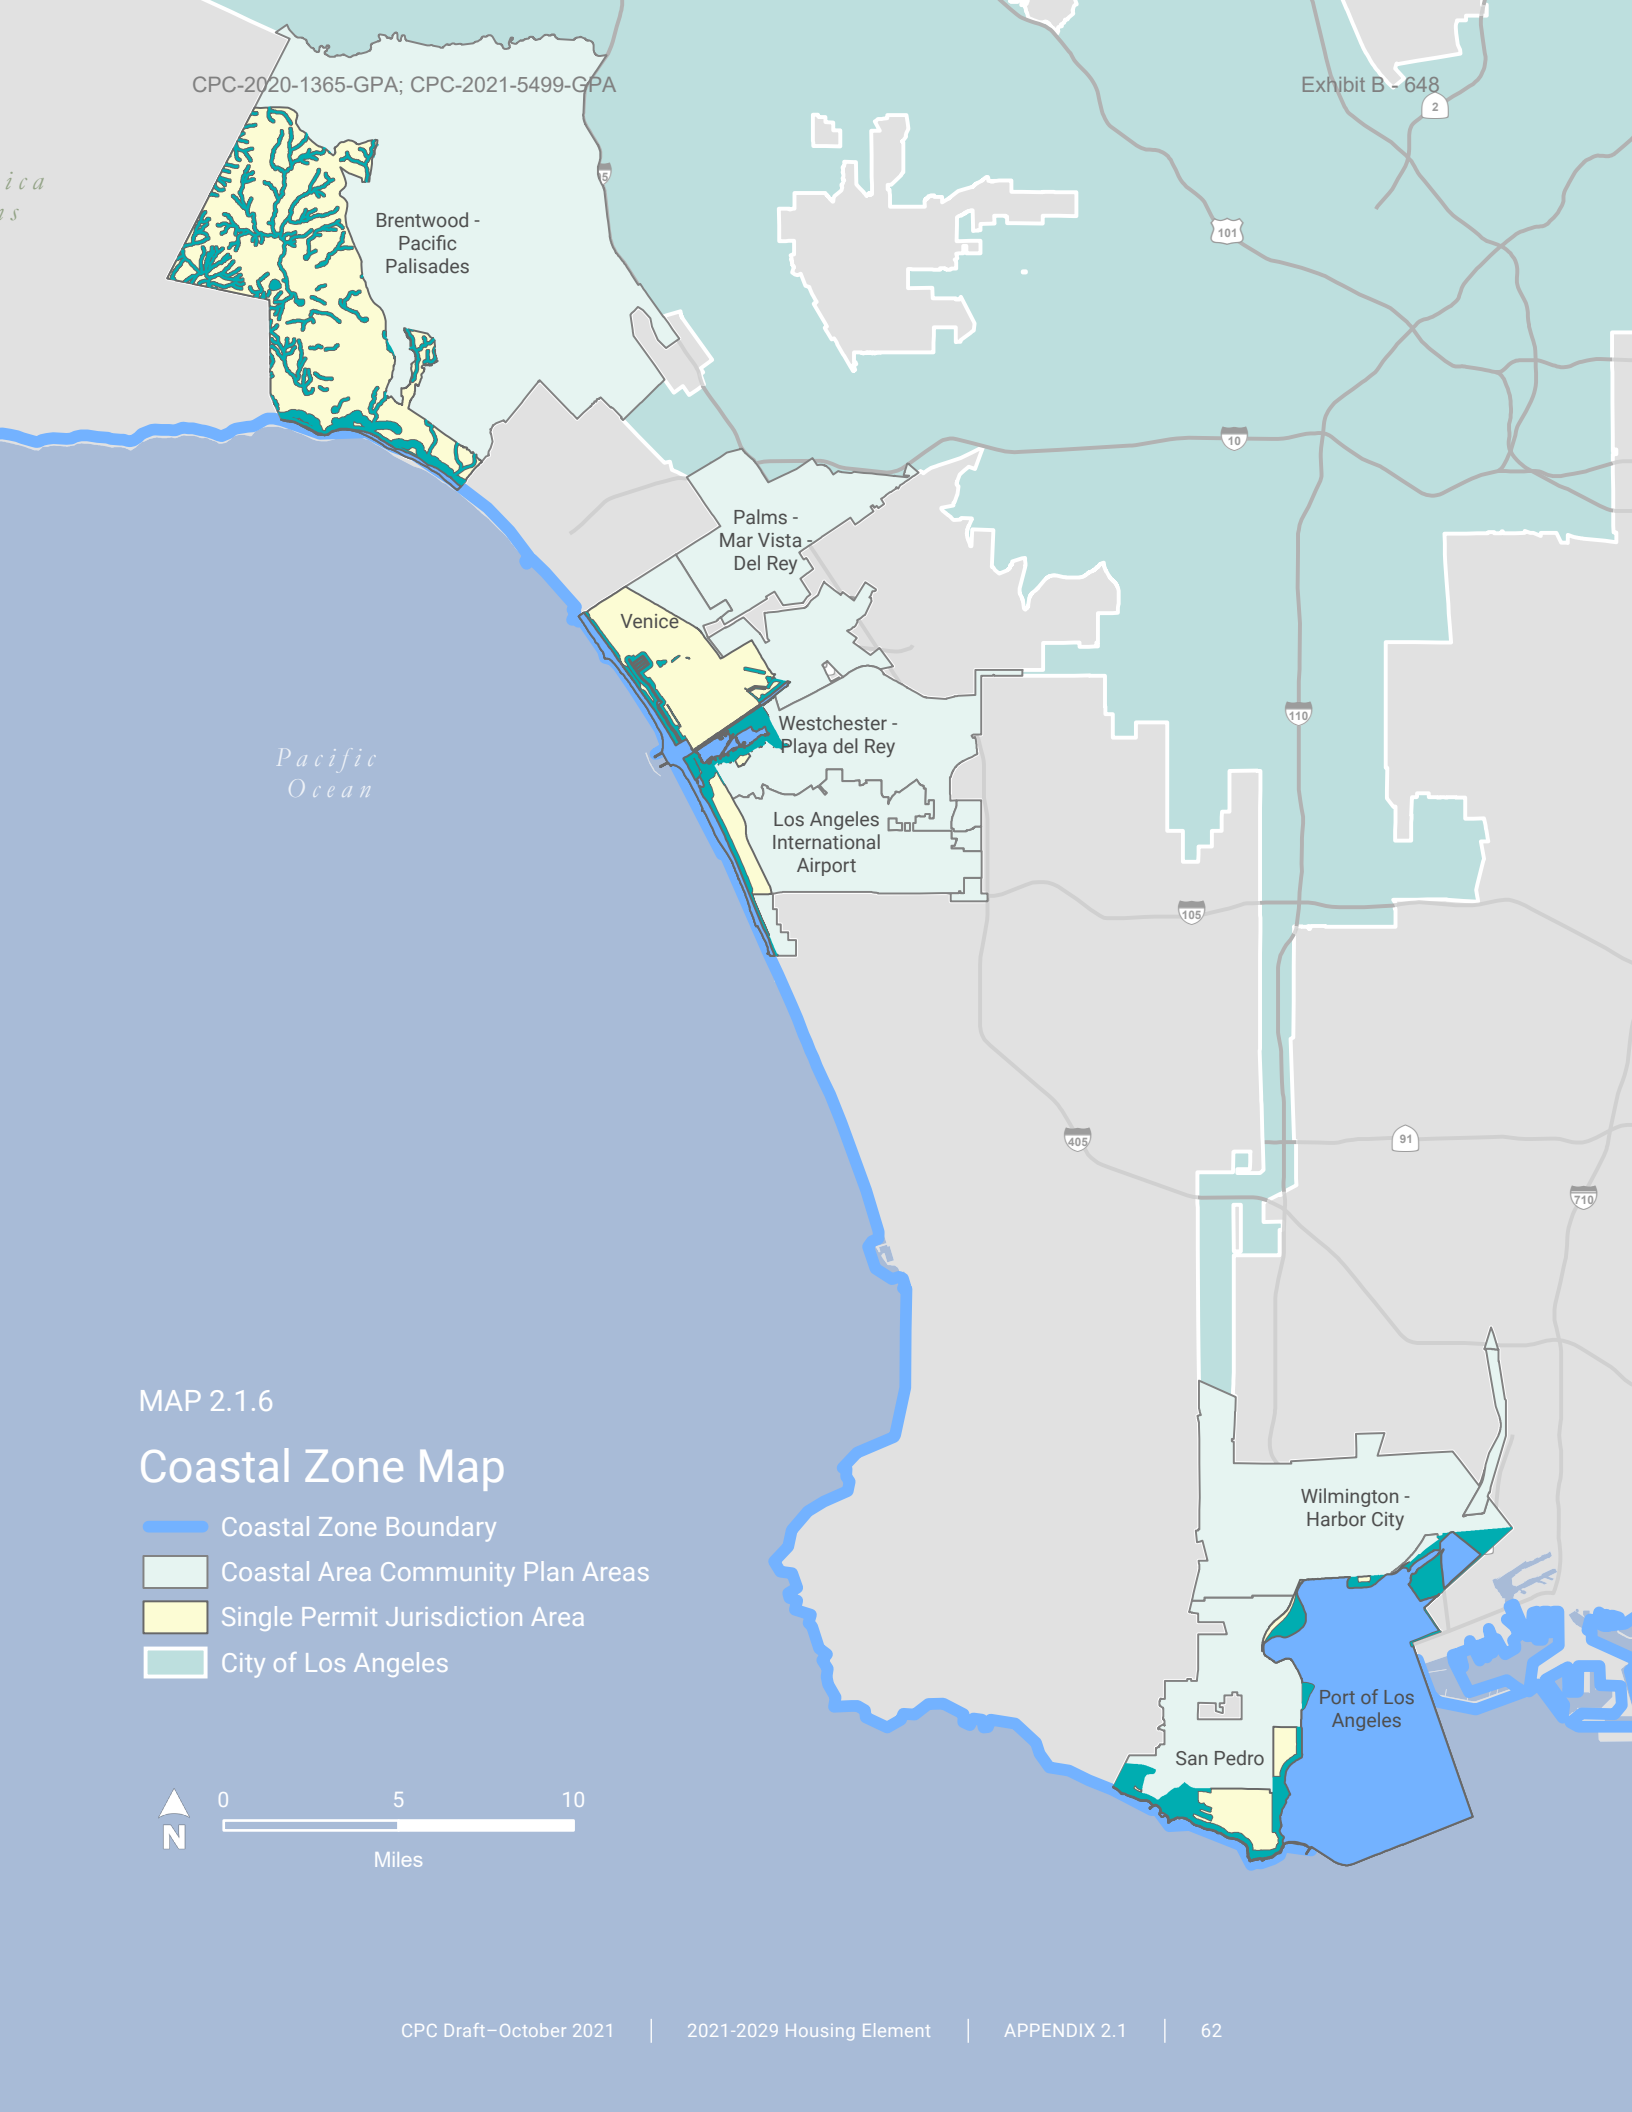 CPC-2020-1365-GPA; CPC-2021-5499-GPA
Exhibit B - 648
2
ica
ns
5
Brentwood -
Pacific
Palisades
101
10
Palms -
Mar Vista -
Del Rey
Venice
110
Westchester -
Playa del Rey
Pacific
Ocean
Los Angeles
International
Airport
105
405
91
710
MAP 2.1.6
Coastal Zone Map
Coastal Zone Boundary
Coastal Area Community Plan Areas
Single Permit Jurisdiction Area
City of Los Angeles
Wilmington -
Harbor City
Port of Los
Angeles
San Pedro
0 5 10
N
Miles
CPC Draft–October 2021 | 2021-2029 Housing Element | APPENDIX 2.1 | 62